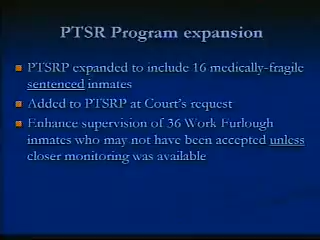 PTSR Program expansion
PTSRP expanded to include 16 medically-fragile
sentenced inmates
Added to PTSRP at Court's request
Enhance supervision of 36 Work Furlough
inmates who may not have been accepted unless
closer monitoring was available